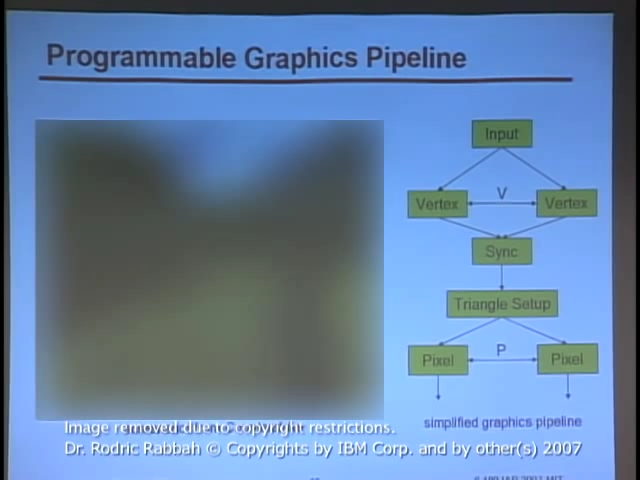 Programmable Graphics Pipeline
Input
Vertex V Vertex
Sync
Triangle Setup
Pixel P Pixel
simplified graphics pipeline
Image removed due to copyright restrictions.
Dr. Rodric Rabbah © Copyrights by IBM Corp. and by other(s) 2007